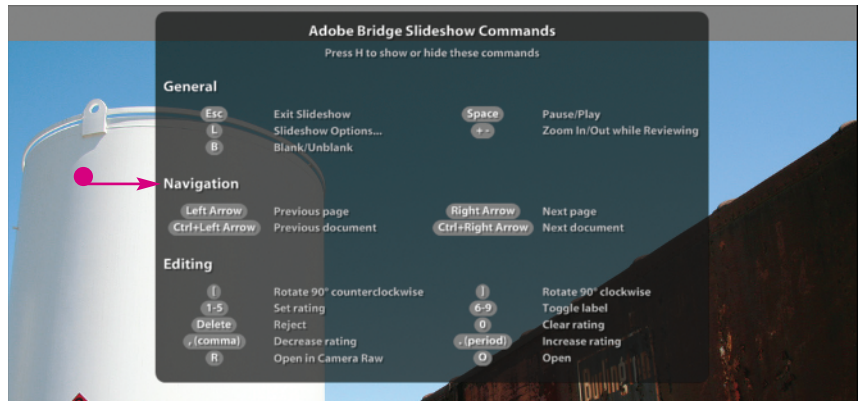 Adobe Bridge Slideshow Commands
Press H to show or hide these commands
General
Esc Exit Slideshow Space Pause/Play
L Slideshow Options... + - Zoom In/Out while Reviewing
B Blank/Unblank
Navigation
Left Arrow Previous page Right Arrow Next page
Ctrl+Left Arrow Previous document Ctrl+Right Arrow Next document
Editing
[ Rotate 90° counterclockwise ] Rotate 90° clockwise
1-5 Set rating 6-9 Toggle label
Delete Reject 0 Clear rating
, (comma) Decrease rating . (period) Increase rating
R Open in Camera Raw O Open